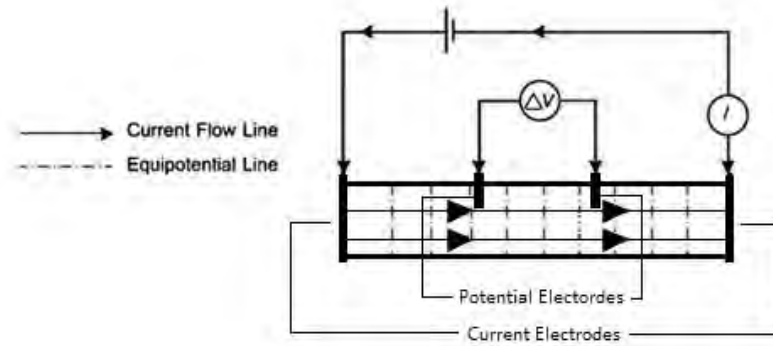 ΔV
I
Current Flow Line
Equipotential Line
Potential Electordes
Current Electrodes